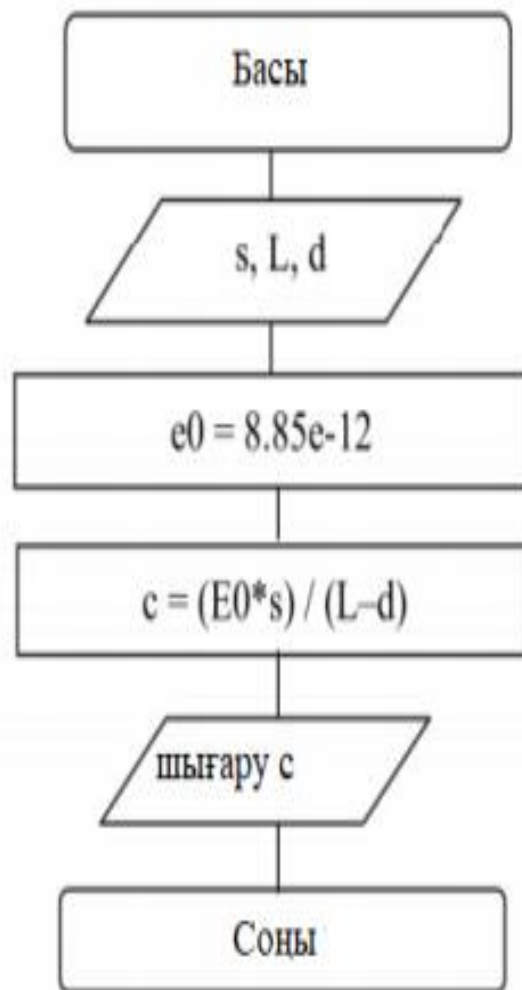 Басы
s, L, d
e0 = 8.85e-12
c = (E0*s) / (L–d)
шығару c
Соңы